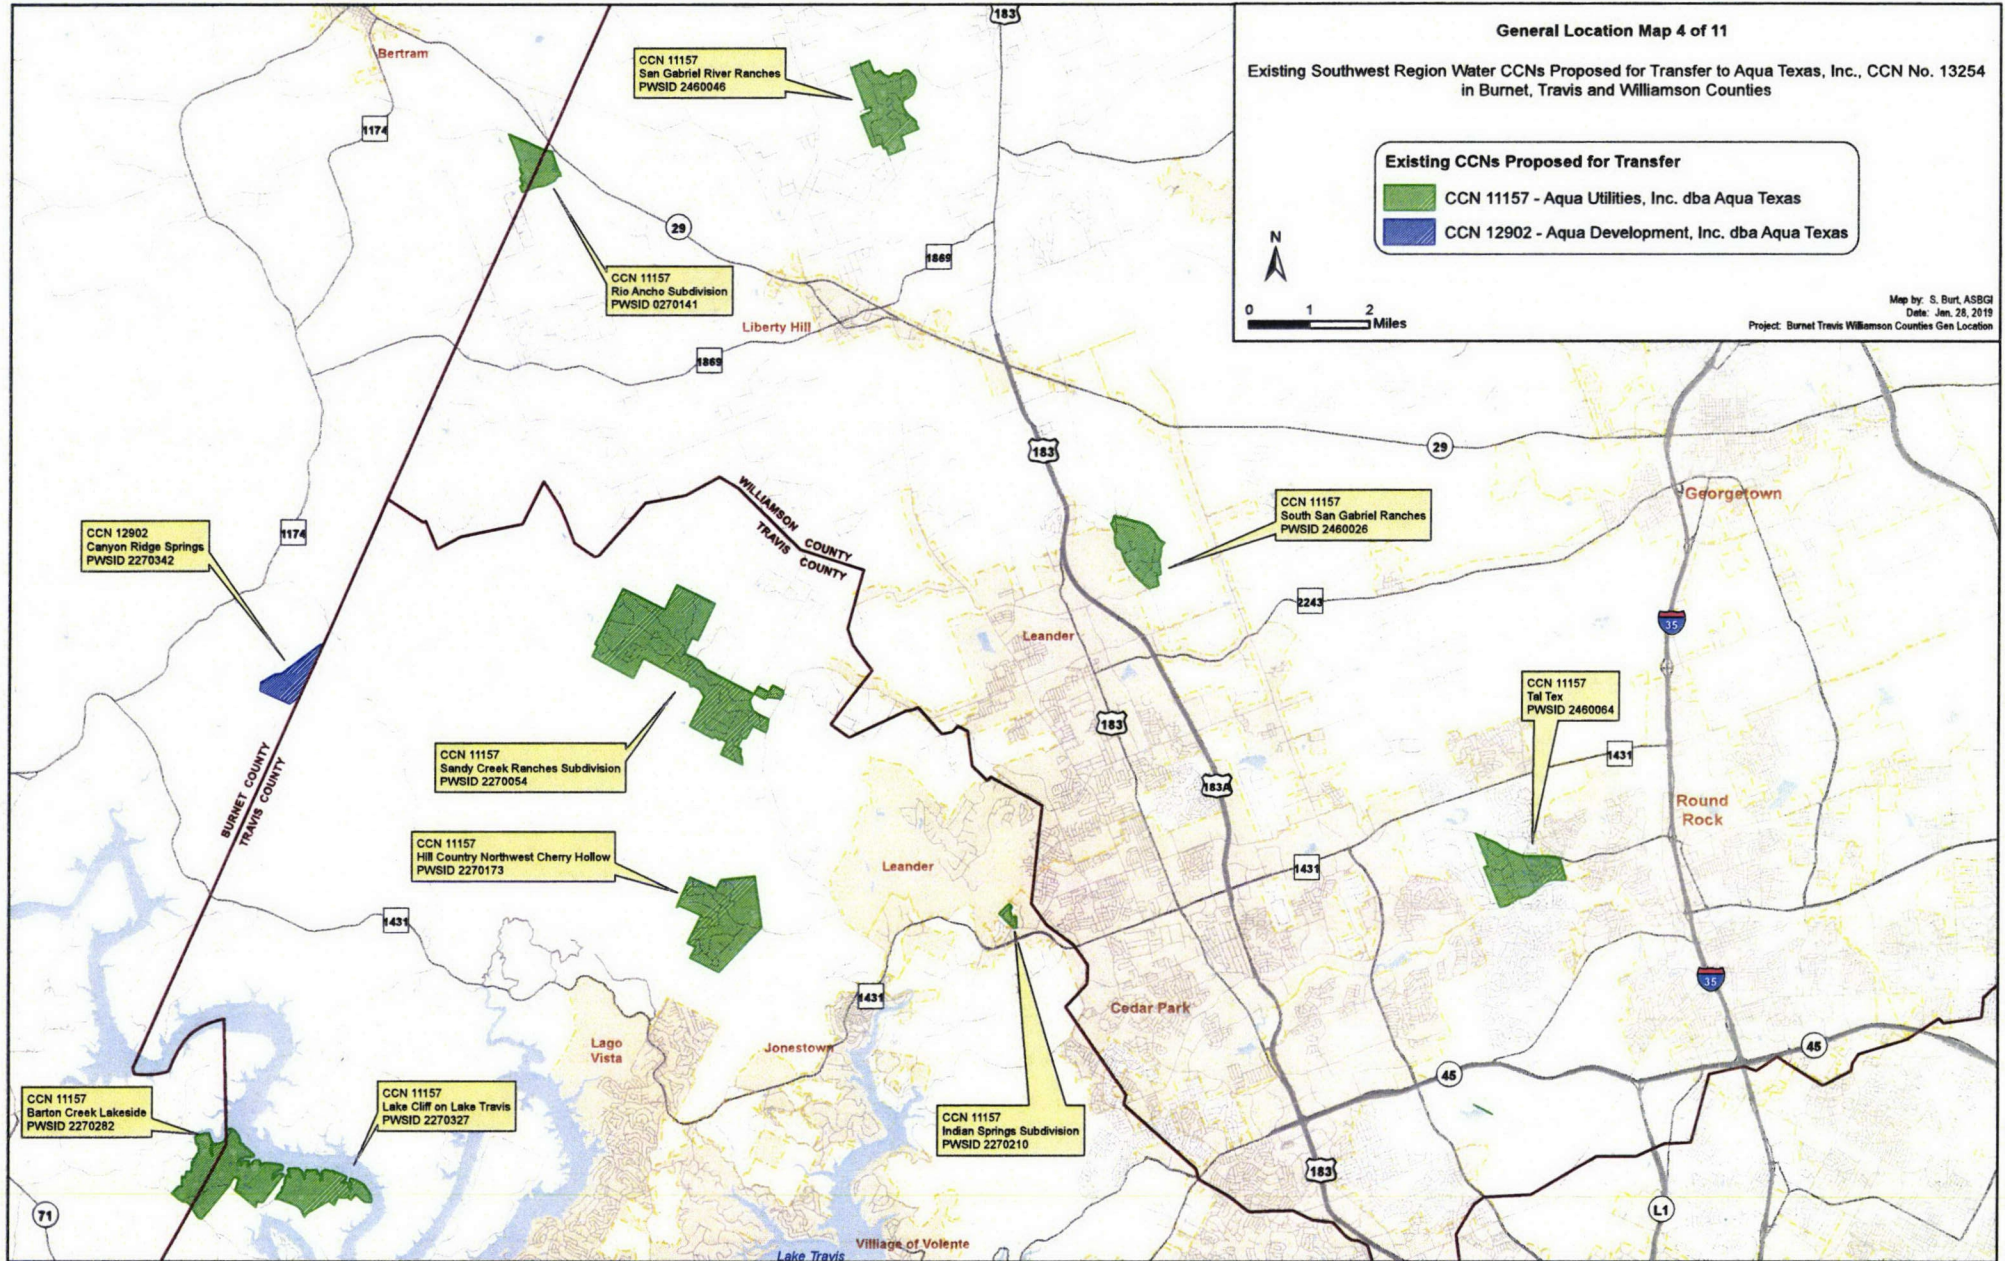 General Location Map 4 of 11
Existing Southwest Region Water CCNs Proposed for Transfer to Aqua Texas, Inc., CCN No. 13254
in Burnet, Travis and Williamson Counties
Existing CCNs Proposed for Transfer
CCN 11157 - Aqua Utilities, Inc. dba Aqua Texas
CCN 12902 - Aqua Development, Inc. dba Aqua Texas
N
0 1 2
Miles
Map by: S. Burt, ASBGI
Date: Jan. 28, 2019
Project: Burnet Travis Williamson Counties Gen Location
183
Bertram
CCN 11157
San Gabriel River Ranches
PWSID 2460046
1174
29
1869
CCN 11157
Rio Ancho Subdivision
PWSID 0270141
Liberty Hill
1869
183
29
Georgetown
WILLIAMSON COUNTY
TRAVIS COUNTY
CCN 11157
South San Gabriel Ranches
PWSID 2460026
CCN 12902
Canyon Ridge Springs
PWSID 2270342
1174
2243
35
Leander
CCN 11157
Tal Tex
PWSID 2460064
183
1431
CCN 11157
Sandy Creek Ranches Subdivision
PWSID 2270054
BURNET COUNTY
TRAVIS COUNTY
183A
Round
Rock
CCN 11157
Hill Country Northwest Cherry Hollow
PWSID 2270173
Leander
1431
1431
35
1431
Cedar Park
Lago
Vista
Jonestown
45
45
CCN 11157
Barton Creek Lakeside
PWSID 2270282
CCN 11157
Lake Cliff on Lake Travis
PWSID 2270327
CCN 11157
Indian Springs Subdivision
PWSID 2270210
183
71
L1
Villiage of Volente
Lake Travis